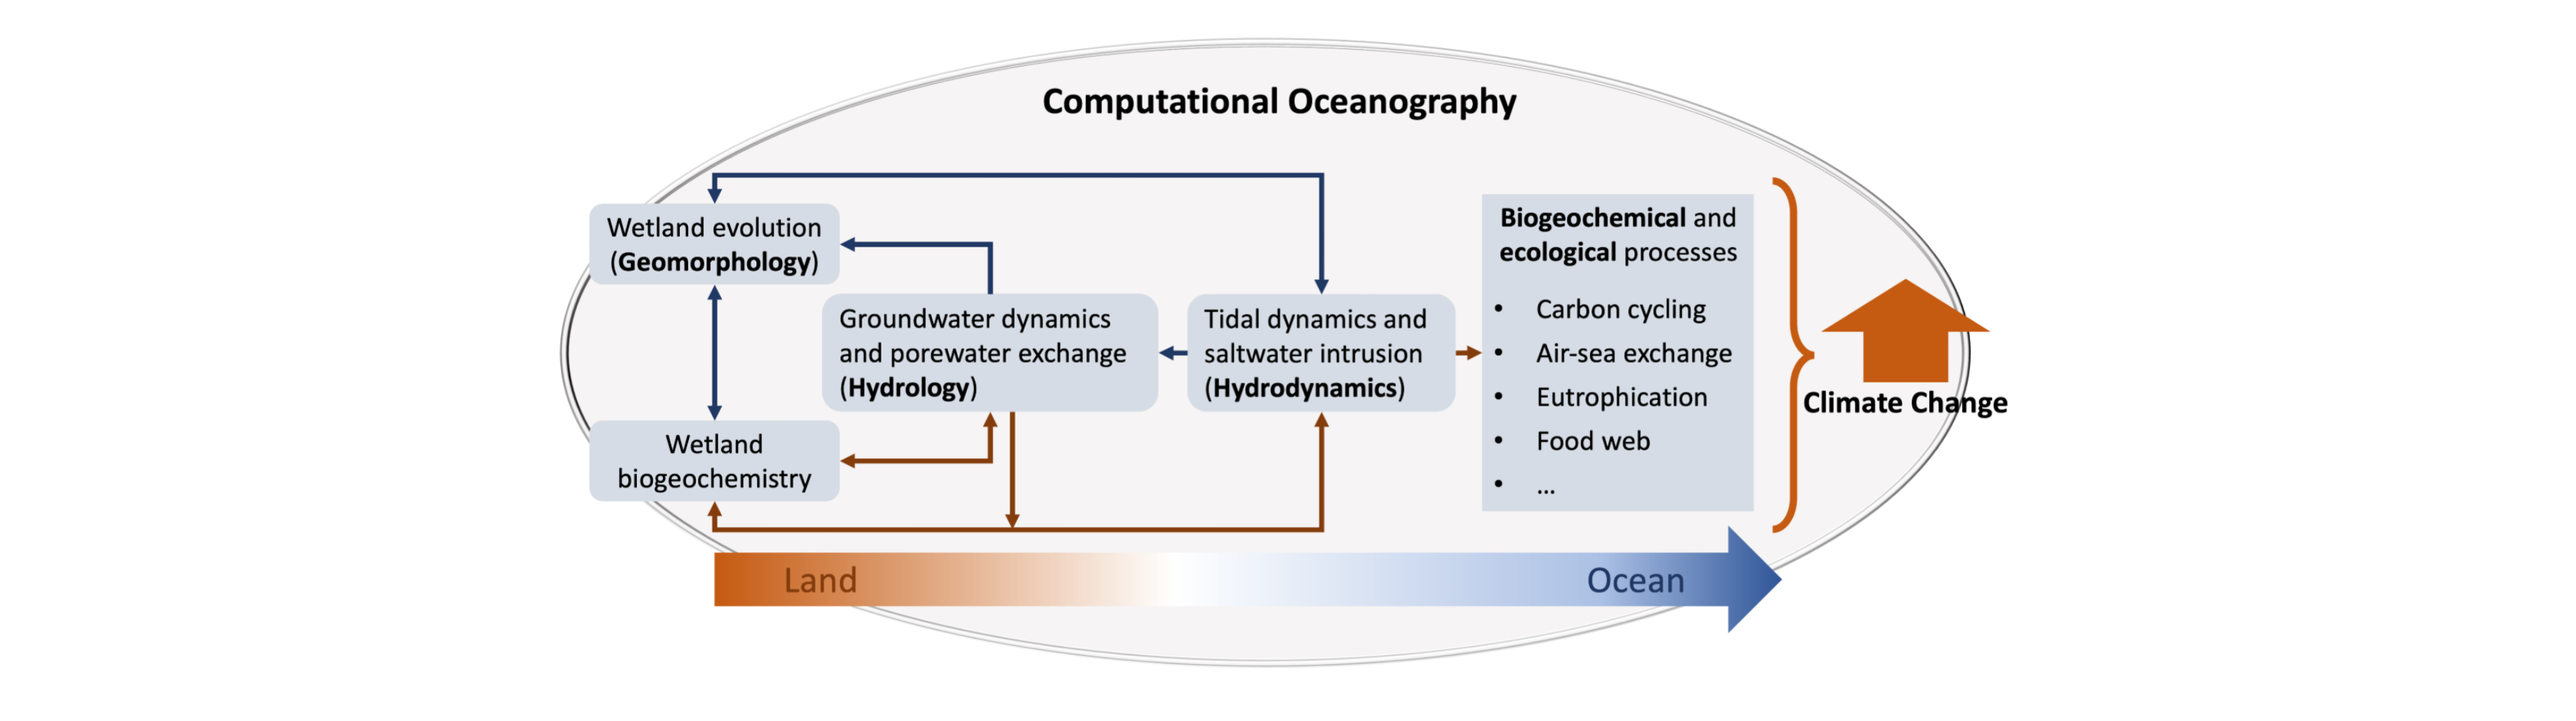 Computational Oceanography
Wetland evolution
(Geomorphology)
Groundwater dynamics
and porewater exchange
(Hydrology)
Tidal dynamics and
saltwater intrusion
(Hydrodynamics)
Wetland
biogeochemistry
Biogeochemical and
ecological processes
• Carbon cycling
• Air-sea exchange
• Eutrophication
• Food web
• ...
Climate Change
Land
Ocean